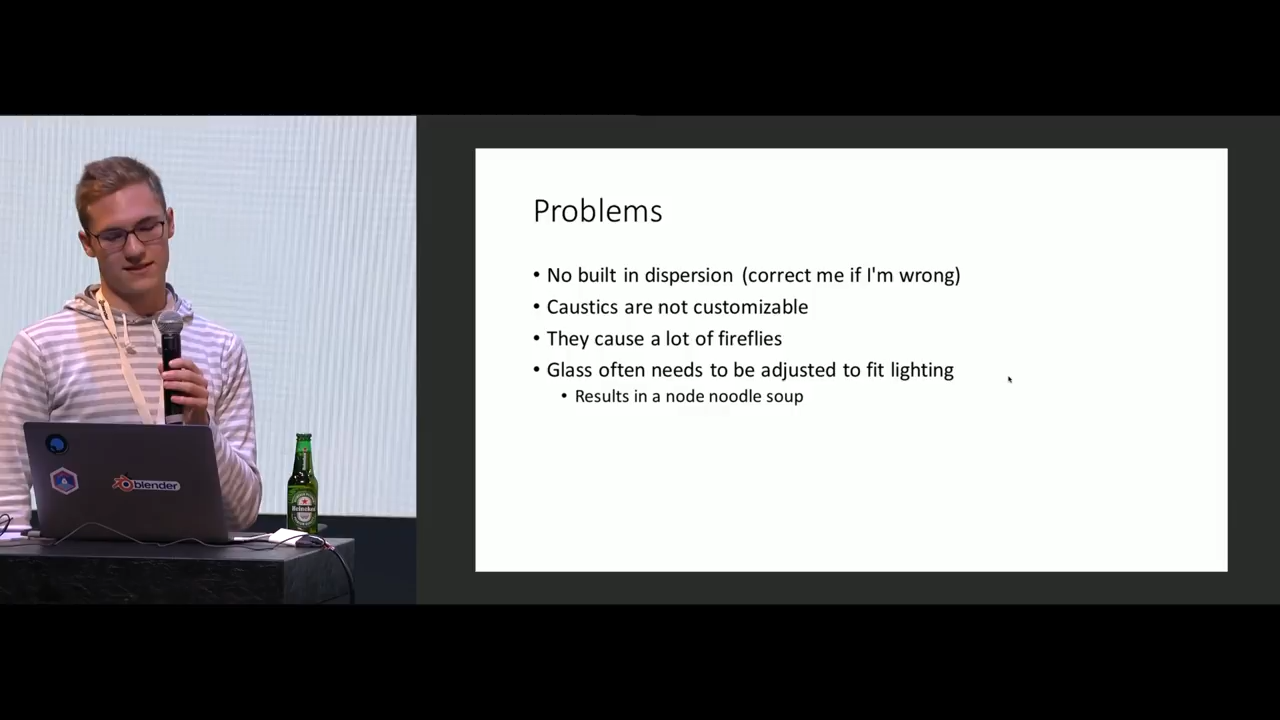 Problems
• No built in dispersion (correct me if I'm wrong)
• Caustics are not customizable
• They cause a lot of fireflies
• Glass often needs to be adjusted to fit lighting
• Results in a node noodle soup
blender
Heineken